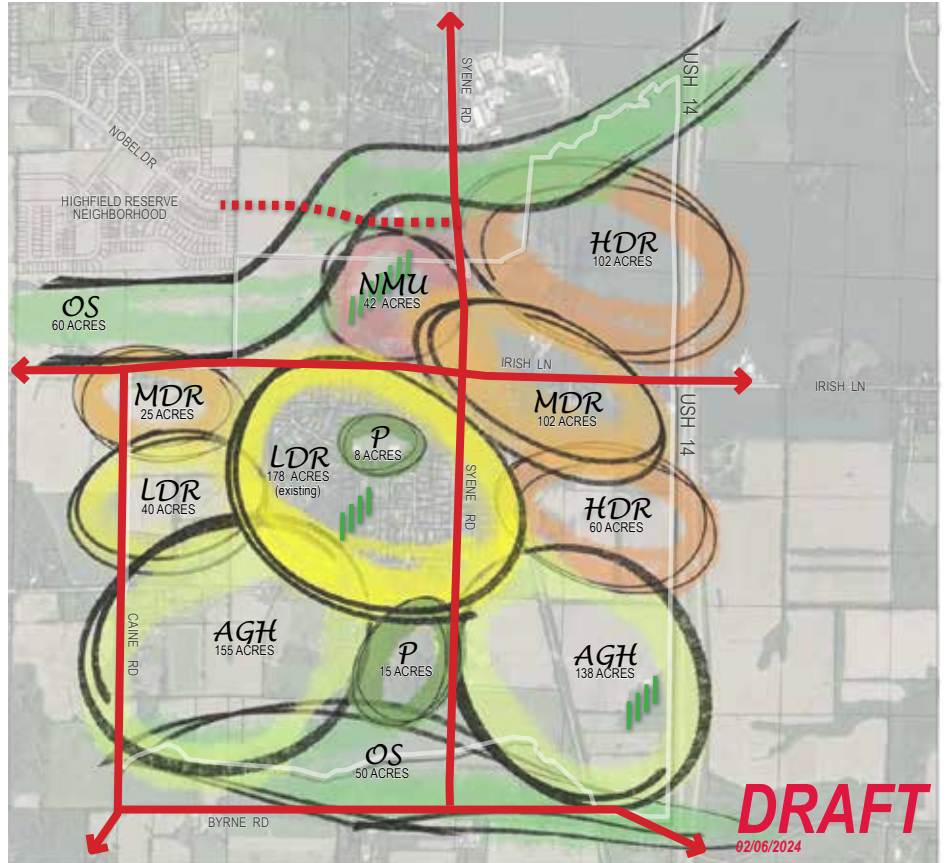 SYENE RD
USH 14
NOBELDR
HIGHFIELD RESERVE
NEIGHBORHOOD
HDR
102 ACRES
NMU
42 ACRES
OS
60 ACRES
IRISH LN
IRISH LN
MDR
25 ACRES
MDR
102 ACRES
USH 14
P
8 ACRES
LDR
178 ACRES
(existing)
LDR
40 ACRES
SYENE RD
HDR
60 ACRES
CAINE RD
AGH
155 ACRES
P
15 ACRES
AGH
138 ACRES
OS
50 ACRES
BYRNE RD
DRAFT
02/06/2024